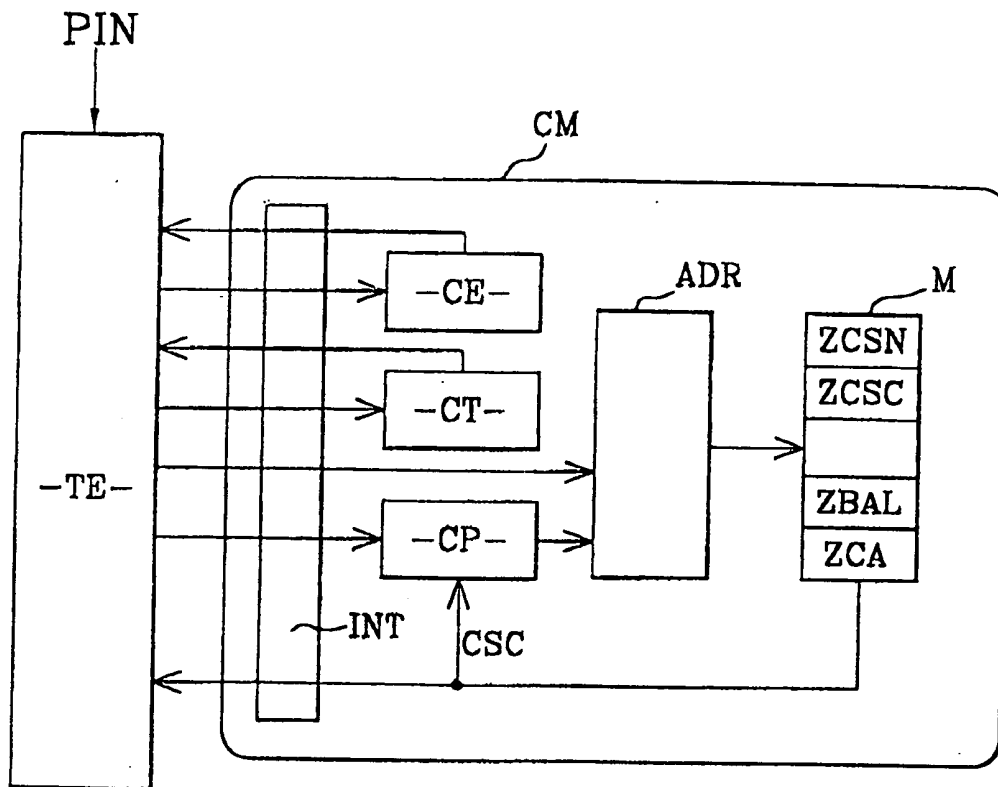 PIN
CM
-CE-
ADR
M
ZCSN
-CT-
ZCSC
-TE-
ZBAL
-CP-
ZCA
INT
CSC